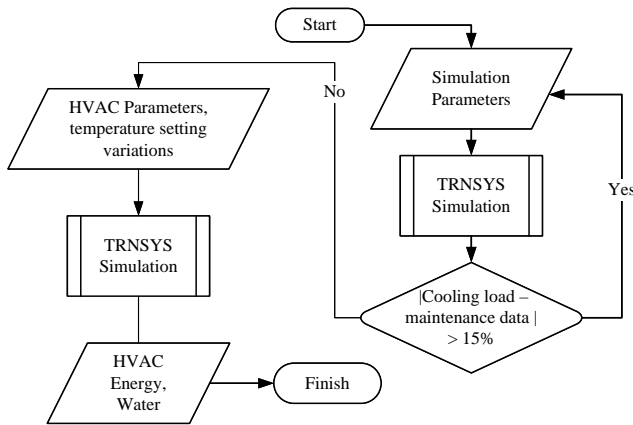 Start
Simulation
Parameters
TRNSYS
Simulation
|Cooling load –
maintenance data |
> 15%
Yes
No
HVAC Parameters,
temperature setting
variations
TRNSYS
Simulation
HVAC
Energy,
Water
Finish